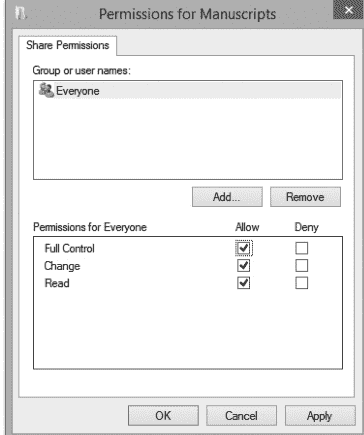 Permissions for Manuscripts
Share Permissions
Group or user names:
Everyone
Add... Remove
Permissions for Everyone Allow Deny
Full Control
Change
Read
OK Cancel Apply